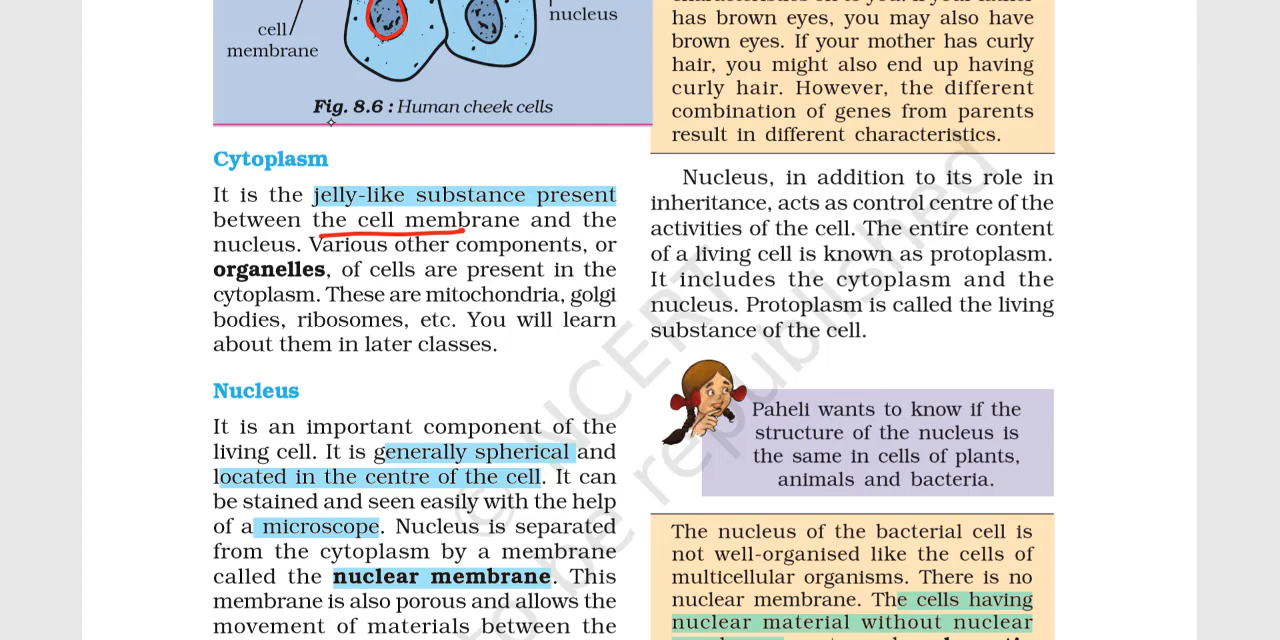 cell
membrane
nucleus
Fig. 8.6 : Human cheek cells
Cytoplasm
It is the jelly-like substance present
between the cell membrane and the
nucleus. Various other components, or
organelles, of cells are present in the
cytoplasm. These are mitochondria, golgi
bodies, ribosomes, etc. You will learn
about them in later classes.
Nucleus
It is an important component of the
living cell. It is generally spherical and
located in the centre of the cell. It can
be stained and seen easily with the help
of a microscope. Nucleus is separated
from the cytoplasm by a membrane
called the nuclear membrane. This
membrane is also porous and allows the
movement of materials between the
has brown eyes, you may also have
brown eyes. If your mother has curly
hair, you might also end up having
curly hair. However, the different
combination of genes from parents
result in different characteristics.
Nucleus, in addition to its role in
inheritance, acts as control centre of the
activities of the cell. The entire content
of a living cell is known as protoplasm.
It includes the cytoplasm and the
nucleus. Protoplasm is called the living
substance of the cell.
Paheli wants to know if the
structure of the nucleus is
the same in cells of plants,
animals and bacteria.
The nucleus of the bacterial cell is
not well-organised like the cells of
multicellular organisms. There is no
nuclear membrane. The cells having
nuclear material without nuclear
© NCERT
to be republished